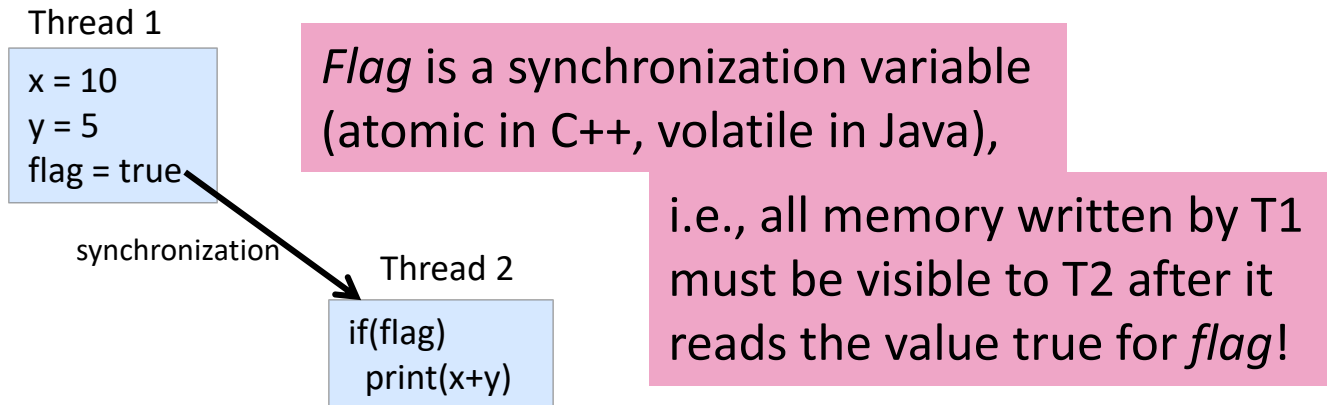 Thread 1
x = 10
y = 5
flag = true
Flag is a synchronization variable
(atomic in C++, volatile in Java),
i.e., all memory written by T1
must be visible to T2 after it
reads the value true for flag!
synchronization
Thread 2
if(flag)
print(x+y)